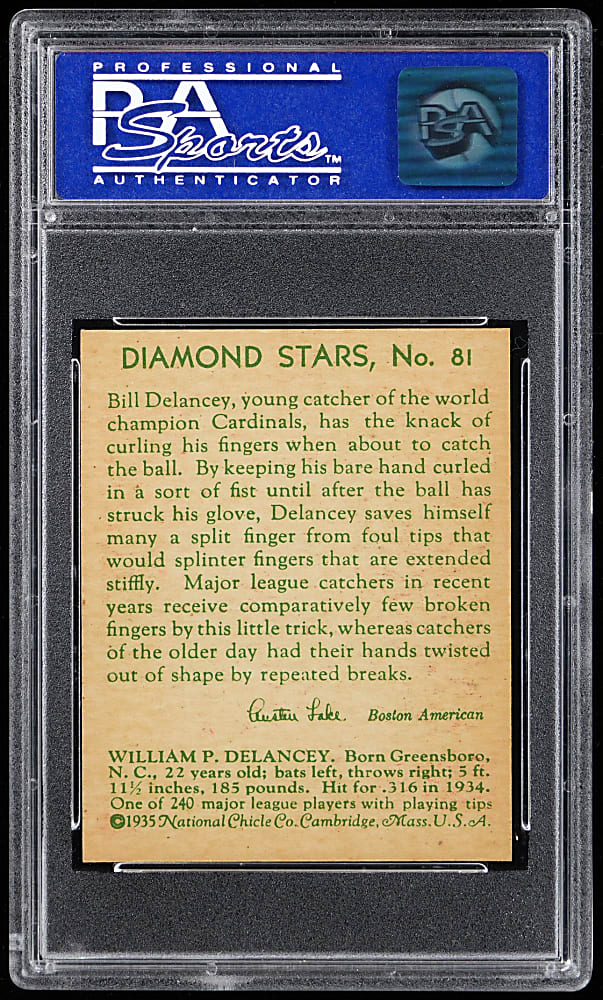 PROFESSIONAL
PSA
Sports™
AUTHENTICATOR
PSA
DIAMOND STARS, No. 81
Bill Delancey, young catcher of the world
champion Cardinals, has the knack of
curling his fingers when about to catch
the ball. By keeping his bare hand curled
in a sort of fist until after the ball has
struck his glove, Delancey saves himself
many a split finger from foul tips that
would splinter fingers that are extended
stiffly. Major league catchers in recent
years receive comparatively few broken
fingers by this little trick, whereas catchers
of the older day had their hands twisted
out of shape by repeated breaks.
Austen Lake. Boston American
WILLIAM P. DELANCEY. Born Greensboro,
N. C., 22 years old; bats left, throws right; 5 ft.
11½ inches, 185 pounds. Hit for .316 in 1934.
One of 240 major league players with playing tips
©1935 National Chicle Co. Cambridge, Mass. U.S.A.